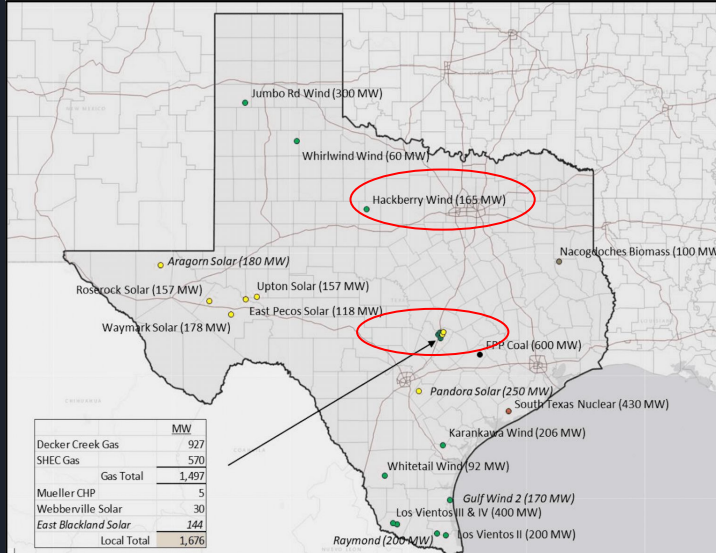 Jumbo Rd Wind (300 MW)
Whirlwind Wind (60 MW)
Hackberry Wind (165 MW)
Nacogdoches Biomass (100 MW
Aragorn Solar (180 MW)
Roserock Solar (157 MW)
Upton Solar (157 MW)
East Pecos Solar (118 MW)
Waymark Solar (178 MW)
FPP Coal (600 MW)
Pandora Solar (250 MW)
South Texas Nuclear (430 MW)
Karankawa Wind (206 MW)
Whitetail Wind (92 MW)
Gulf Wind 2 (170 MW)
Los Vientos III & IV (400 MW)
Los Vientos II (200 MW)
Raymond (200 MW)
MW
Decker Creek Gas 927
SHEC Gas 570
Gas Total 1,497
Mueller CHP 5
Webberville Solar 30
East Blackland Solar 144
Local Total 1,676